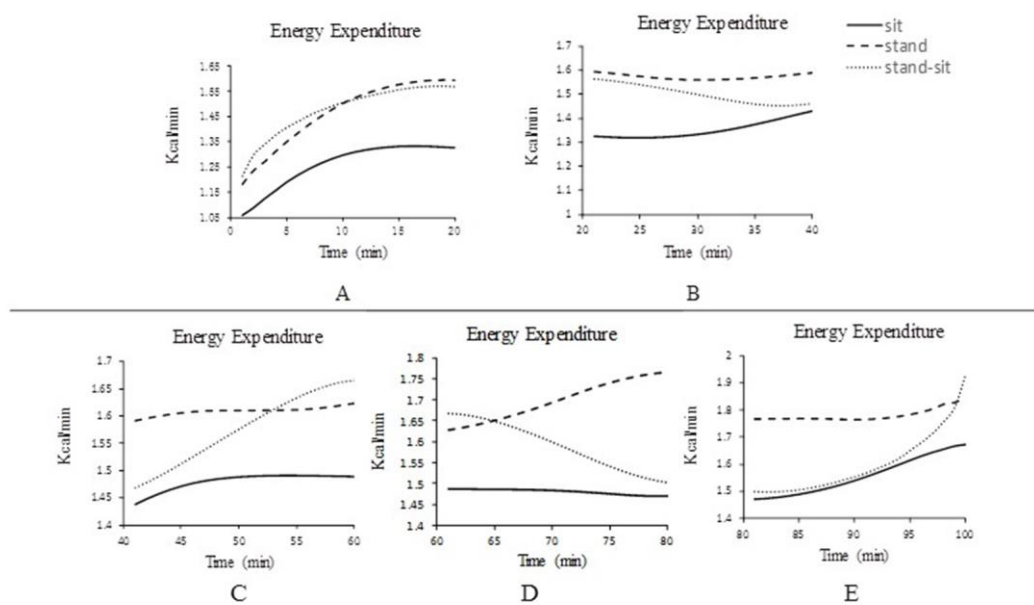 Energy Expenditure
Kcal/min
1.65
1.55
1.45
1.35
1.25
1.15
1.05
0
5
10
15
20
Time (min)
A
Energy Expenditure
Kcal/min
1.7
1.6
1.5
1.4
1.3
1.2
1.1
1
20
25
30
35
40
Time (min)
B
sit
stand
stand-sit
Energy Expenditure
Kcal/min
1.7
1.65
1.6
1.55
1.5
1.45
1.4
40
45
50
55
60
Time (min)
C
Energy Expenditure
Kcal/min
1.8
1.75
1.7
1.65
1.6
1.55
1.5
1.45
1.4
60
65
70
75
80
Time (min)
D
Energy Expenditure
Kcal/min
2
1.9
1.8
1.7
1.6
1.5
1.4
80
85
90
95
100
Time (min)
E